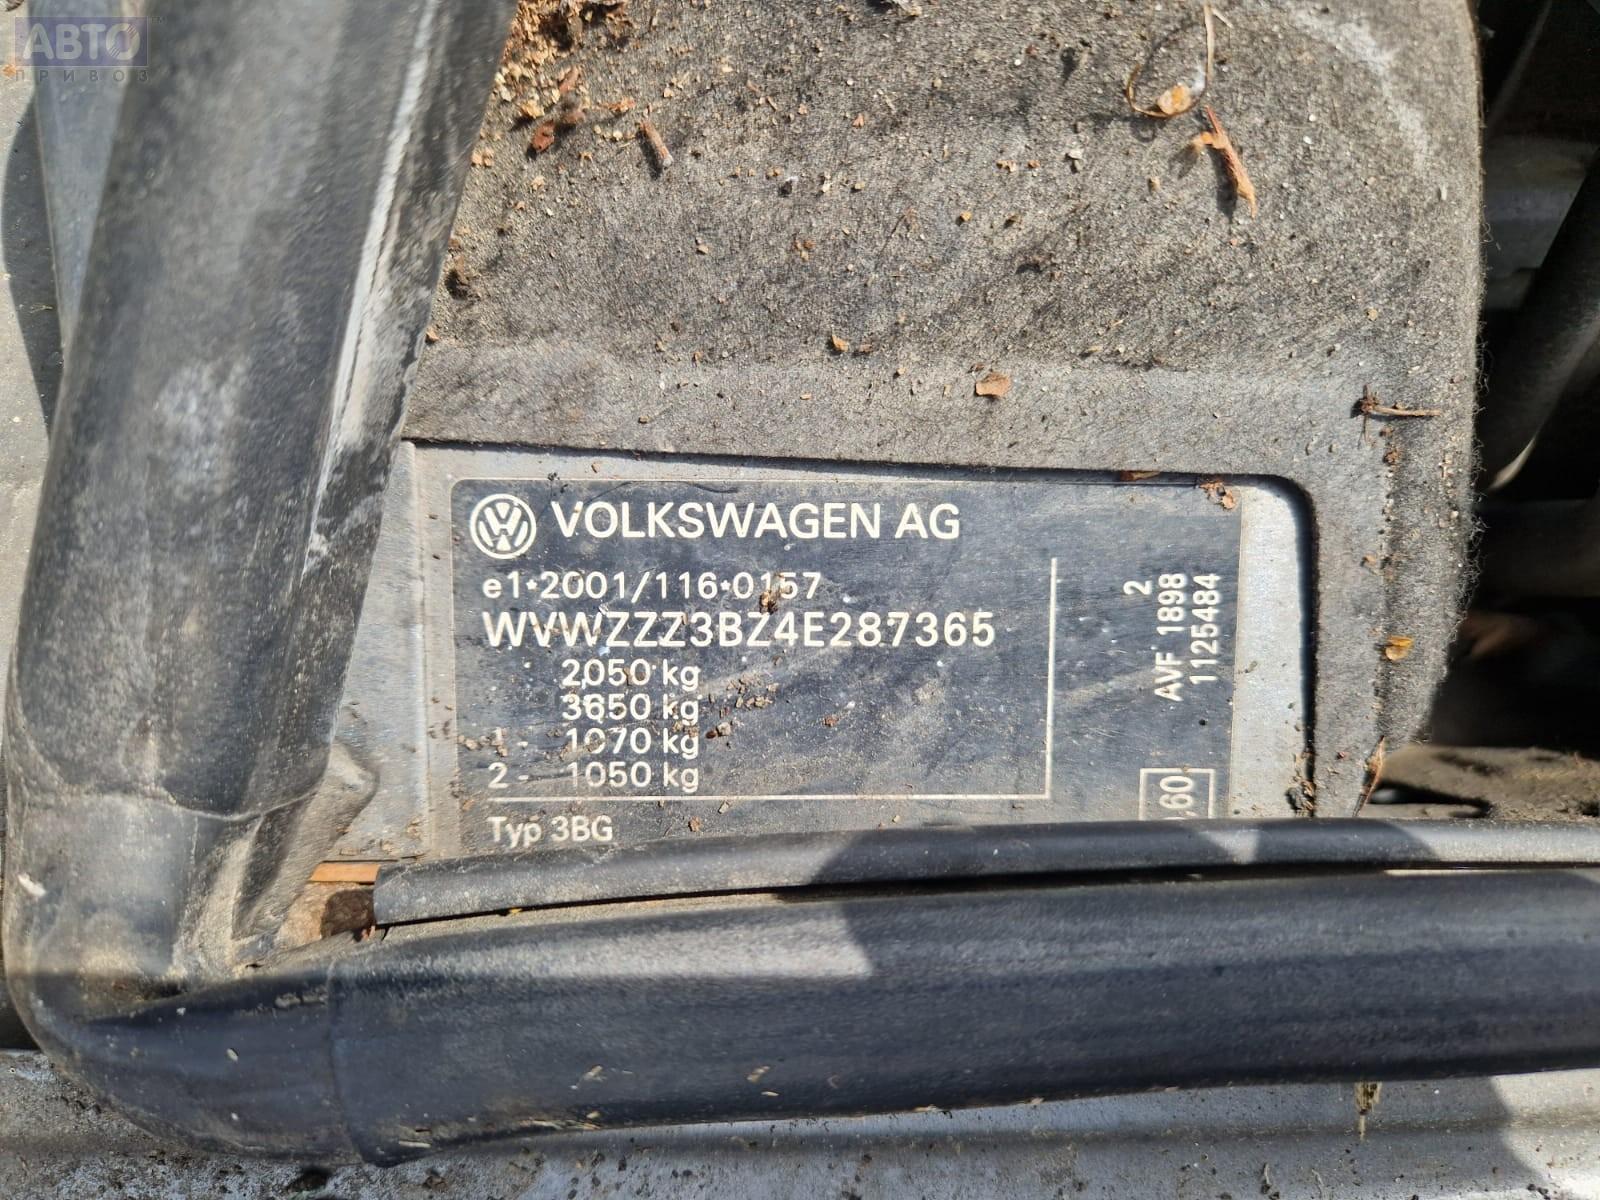 АВТО
ПРИВОЗ
VOLKSWAGEN AG
e1*2001/116*0157
WVWZZZ3BZ4E287365
2050 kg
3650 kg
1 - 1070 kg
2 - 1050 kg
Typ 3BG
2
AVF 1898
1125484
,60